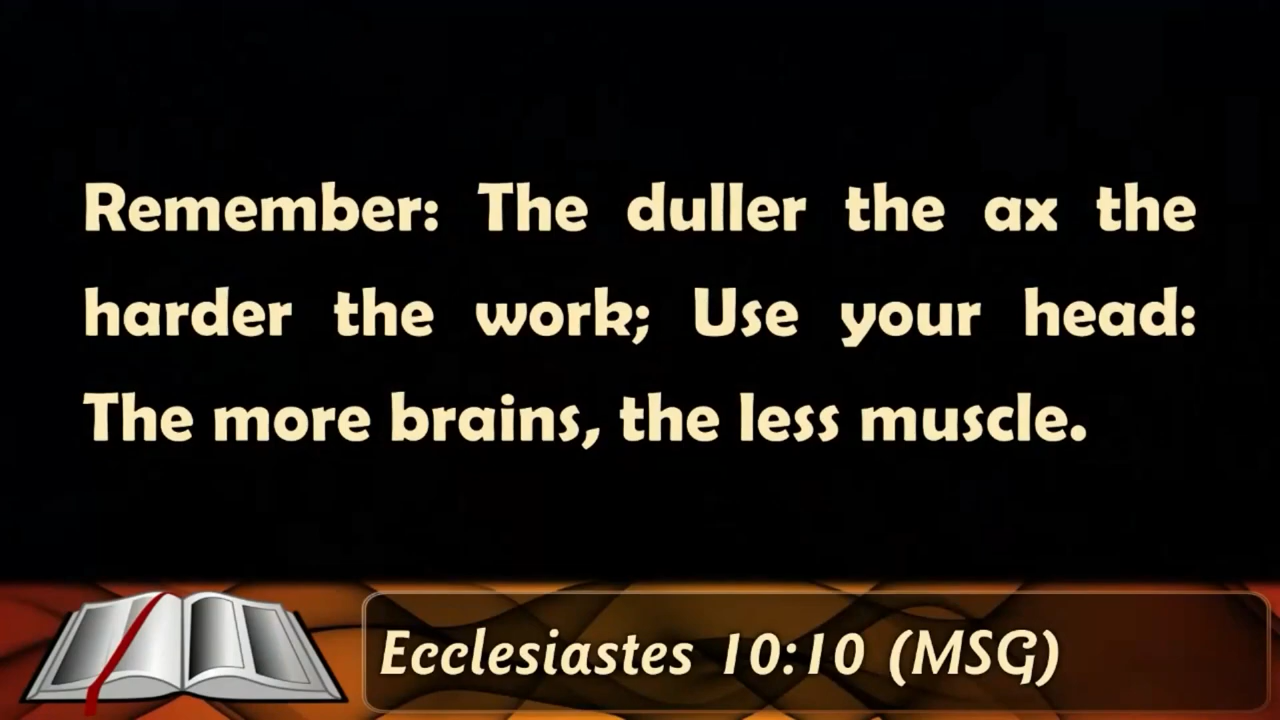 Remember: The duller the ax the
harder the work; Use your head:
The more brains, the less muscle.
Ecclesiastes 10:10 (MSG)